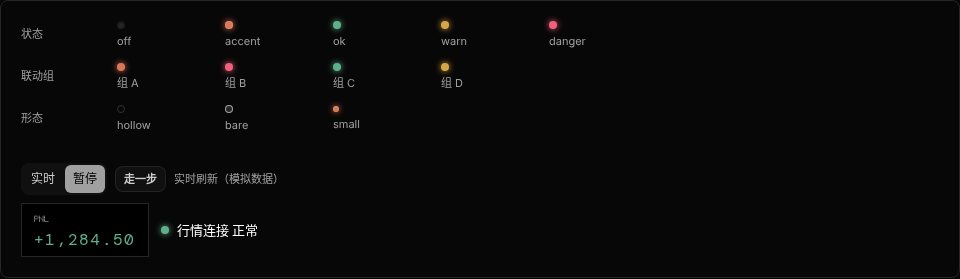 状态 off accent ok warn danger
联动组 组 A 组 B 组 C 组 D
形态 hollow bare small
实时 暂停 走一步 实时刷新（模拟数据）
PNL
+1,284.50 行情连接 正常